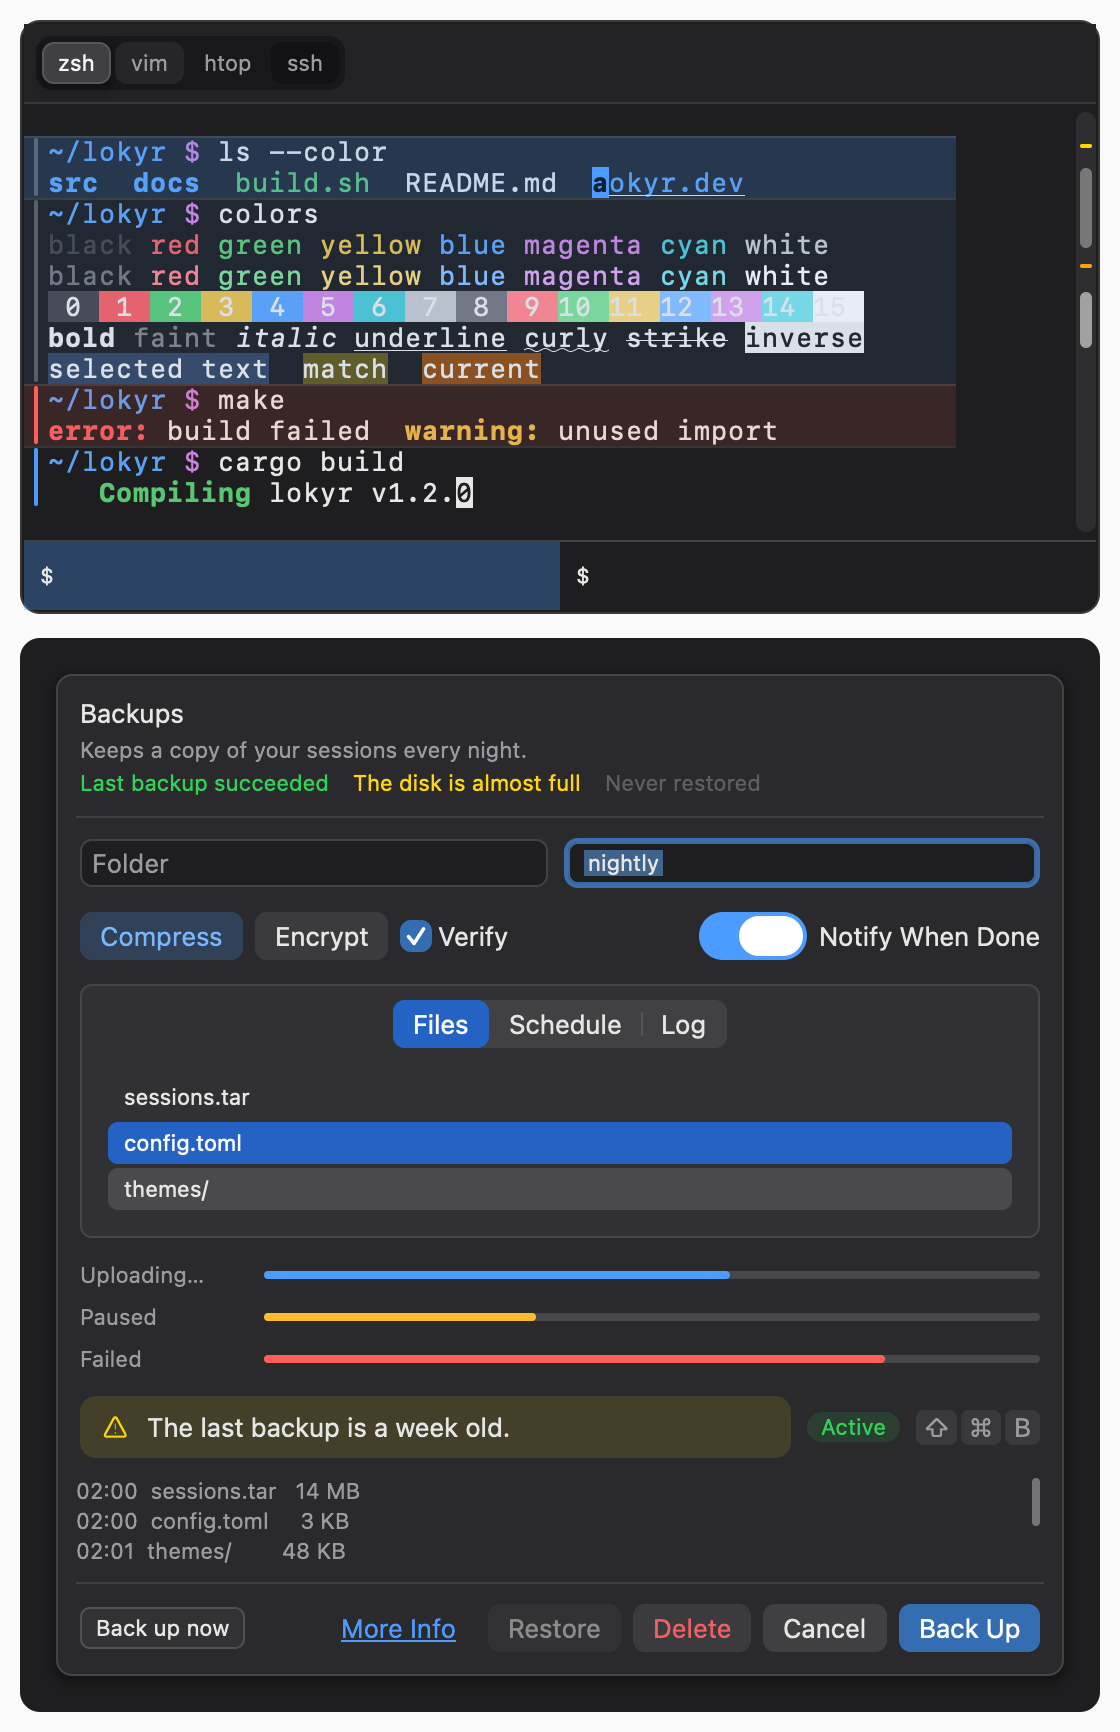 zsh vim htop ssh
~/lokyr $ ls --color
src docs build.sh README.md aokyr.dev
~/lokyr $ colors
black red green yellow blue magenta cyan white
black red green yellow blue magenta cyan white
0 1 2 3 4 5 6 7 8 9 10 11 12 13 14 15
bold faint italic underline curly strike inverse
selected text match current
~/lokyr $ make
error: build failed warning: unused import
~/lokyr $ cargo build
Compiling lokyr v1.2.0
$ $
Backups
Keeps a copy of your sessions every night.
Last backup succeeded The disk is almost full Never restored
Folder nightly
Compress Encrypt Verify Notify When Done
Files Schedule Log
sessions.tar
config.toml
themes/
Uploading...
Paused
Failed
The last backup is a week old. Active ⇧ ⌘ B
02:00 sessions.tar 14 MB
02:00 config.toml 3 KB
02:01 themes/ 48 KB
Back up now More Info Restore Delete Cancel Back Up